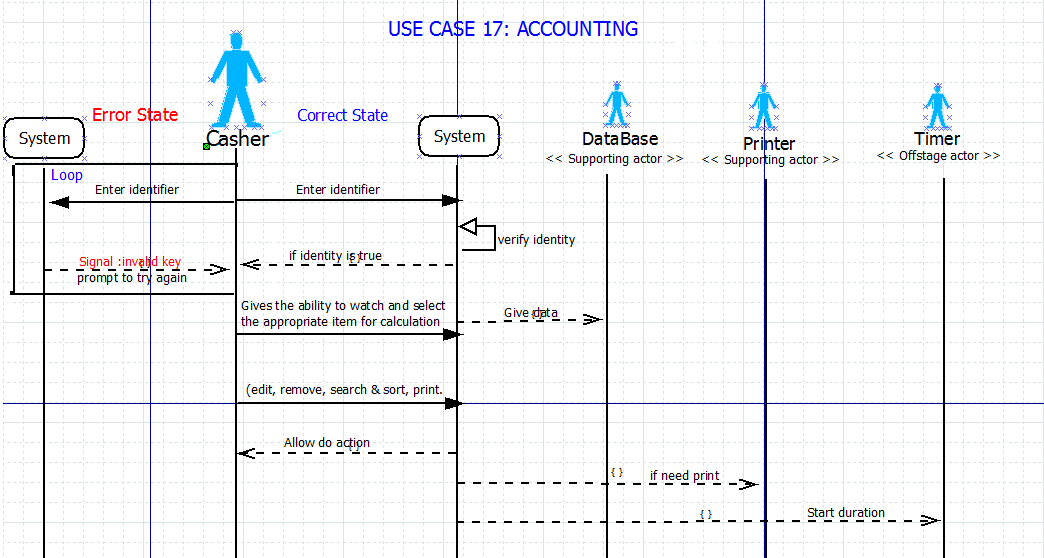 USE CASE 17: ACCOUNTING
Error State
Correct State
System
Casher
System
DataBase
<< Supporting actor >>
Printer
<< Supporting actor >>
Timer
<< Offstage actor >>
Loop
Enter identifier
Enter identifier
verify identity
if identity is true
{ }
Signal :invalid key
{ }
prompt to try again
Gives the ability to watch and select
the appropriate item for calculation
Give data
{ }
(edit, remove, search & sort, print.
Allow do action
{ }
{ }
if need print
{ }
Start duration